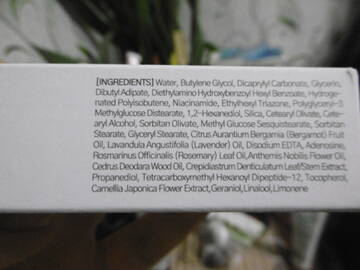 [INGREDIENTS] Water, Butylene Glycol, Dicaprylyl Carbonate, Glycerin,
Dibutyl Adipate, Diethylamino Hydroxybenzoyl Hexyl Benzoate, Hydroge-
nated Polyisobutene, Niacinamide, Ethylhexyl Triazone, Polyglyceryl-3
Methylglucose Distearate, 1,2-Hexanediol, Silica, Cetearyl Olivate, Cete-
aryl Alcohol, Sorbitan Olivate, Methyl Glucose Sesquistearate, Sorbitan
Stearate, Glyceryl Stearate, Citrus Aurantium Bergamia (Bergamot) Fruit
Oil, Lavandula Angustifolia (Lavender) Oil, Disodium EDTA, Adenosine,
Rosmarinus Officinalis (Rosemary) Leaf Oil, Anthemis Nobilis Flower Oil,
Cedrus Deodara Wood Oil, Crepidiastrum Denticulatum Leaf/Stem Extract,
Propanediol, Tetracarboxymethyl Hexanoyl Dipeptide-12, Tocopherol,
Camellia Japonica Flower Extract, Geraniol, Linalool, Limonene